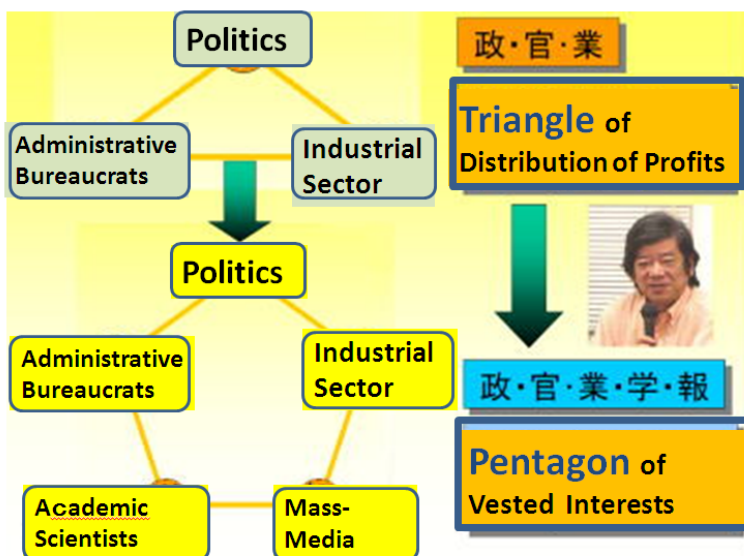 Politics
Administrative
Bureaucrats
Industrial
Sector
政・官・業
Triangle of
Distribution of Profits
Politics
Administrative
Bureaucrats
Industrial
Sector
Academic
Scientists
Mass-
Media
政・官・業・学・報
Pentagon of
Vested Interests